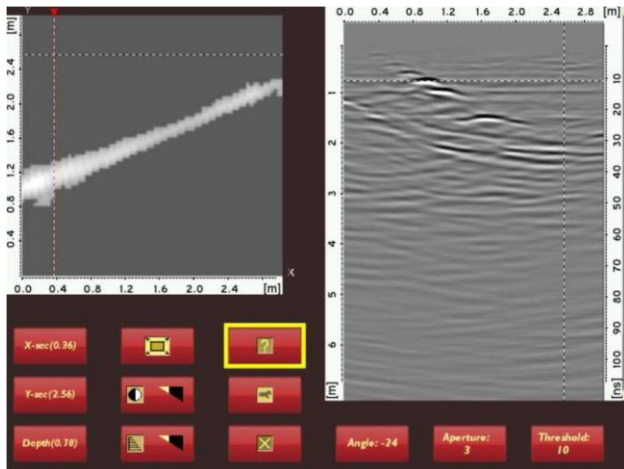 Y
[m]
2.4
2.0
1.6
1.2
0.8
0.4
0.0 0.4 0.8 1.2 1.6 2.0 2.4 [m]
X
0.0 0.4 0.8 1.2 1.6 2.0 2.8 [m]
1
2
3
4
5
6
[m]
10
20
30
40
50
60
70
80
90
100
[ns]
X-sec(0.36)
?
Y-sec(2.56)
Depth(0.78)
Angle: -24
Aperture:
3
Threshold:
10